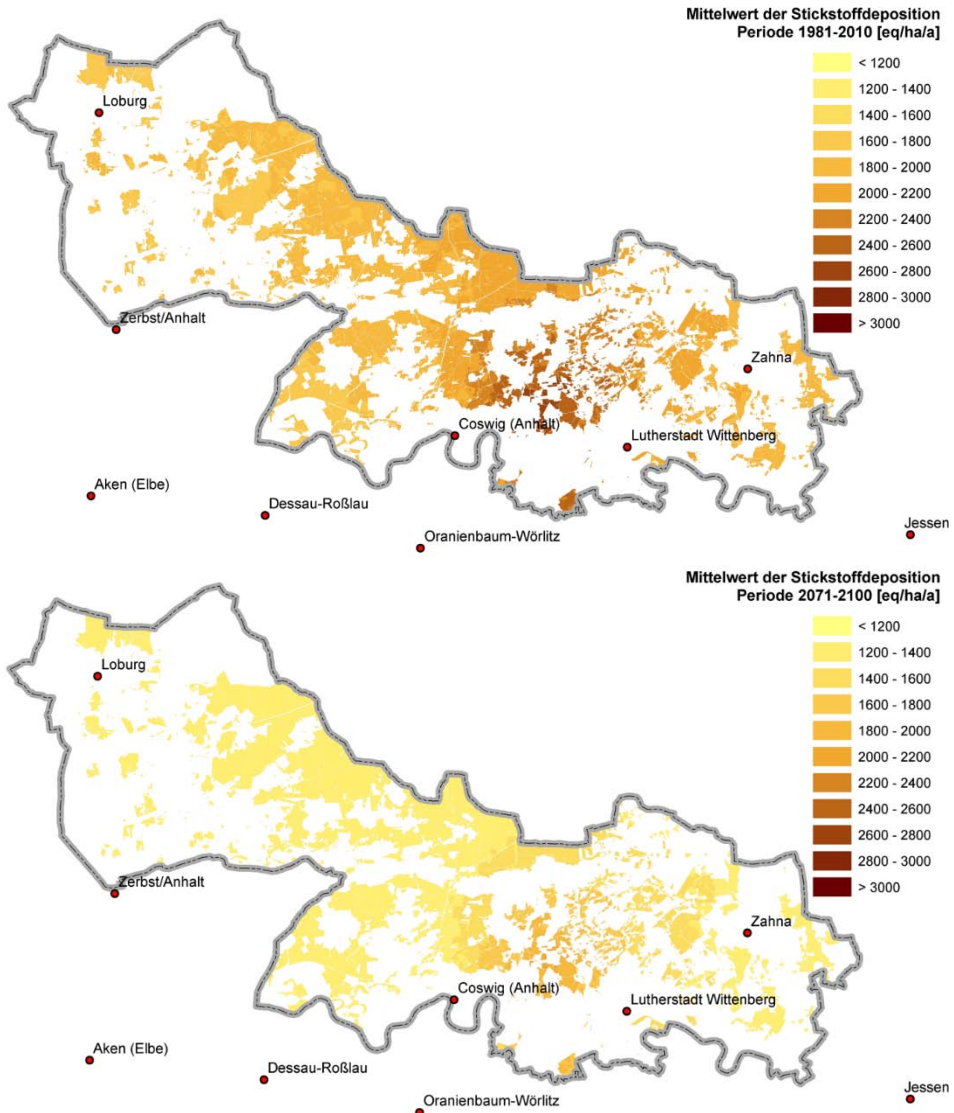 Mittelwert der Stickstoffdeposition
Periode 1981-2010 [eq/ha/a]
< 1200
1200 - 1400
1400 - 1600
1600 - 1800
1800 - 2000
2000 - 2200
2200 - 2400
2400 - 2600
2600 - 2800
2800 - 3000
> 3000
Loburg
Zerbst/Anhalt
Zahna
Coswig (Anhalt)
Lutherstadt Wittenberg
Aken (Elbe)
Dessau-Roßlau
Oranienbaum-Wörlitz
Jessen
Mittelwert der Stickstoffdeposition
Periode 2071-2100 [eq/ha/a]
< 1200
1200 - 1400
1400 - 1600
1600 - 1800
1800 - 2000
2000 - 2200
2200 - 2400
2400 - 2600
2600 - 2800
2800 - 3000
> 3000
Loburg
Zerbst/Anhalt
Zahna
Coswig (Anhalt)
Lutherstadt Wittenberg
Aken (Elbe)
Dessau-Roßlau
Oranienbaum-Wörlitz
Jessen